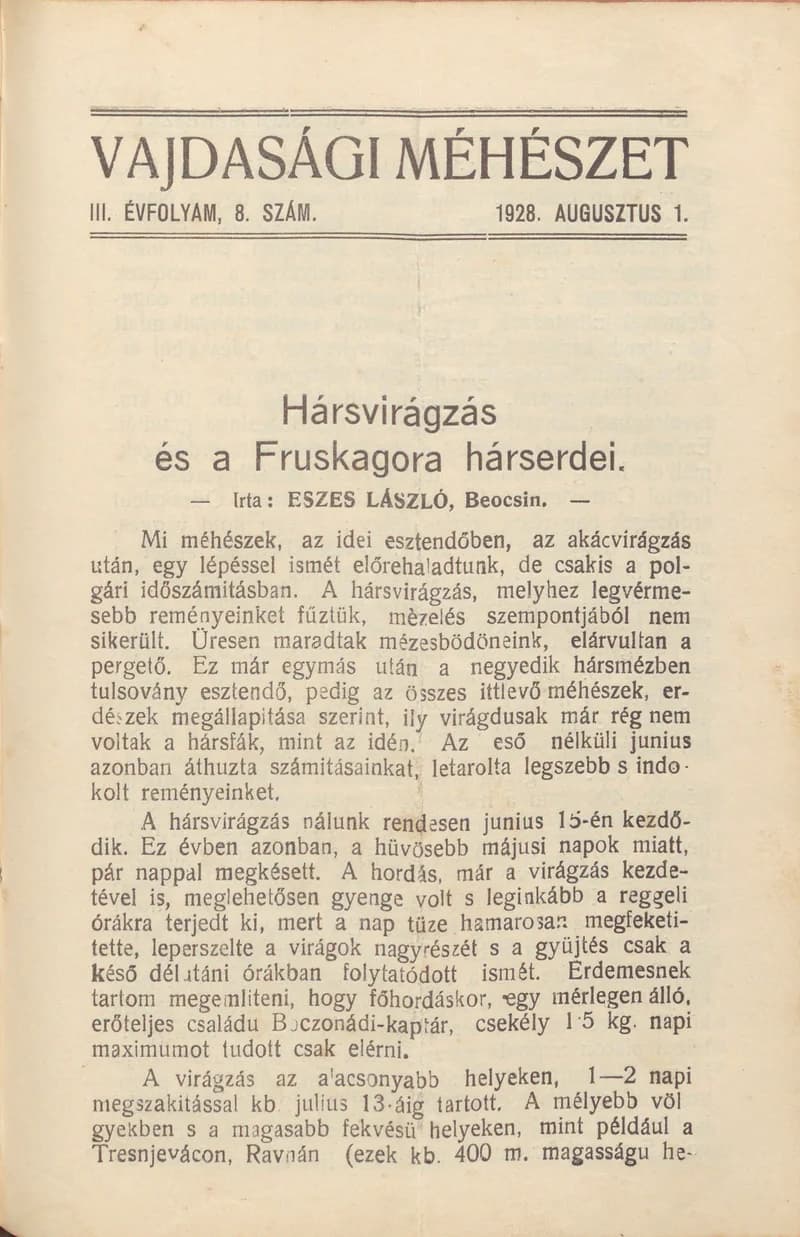 VAJDASÁGI MÉHÉSZET
III. ÉVFOLYAM, 8. SZÁM. 1928. AUGUSZTUS 1.
Hársvirágzás
és a Fruskagora hárserdei.
— Irta: ESZES LÁSZLÓ, Beocsin. —
Mi méhészek, az idei esztendőben, az akácvirágzás
után, egy lépéssel ismét előrehaladtunk, de csakis a pol-
gári időszámitásban. A hársvirágzás, melyhez legvérme-
sebb reményeinket fűztük, mèzelés szempontjából nem
sikerült. Üresen maradtak mézesbödöneink, elárvultan a
pergető. Ez már egymás után a negyedik hársmézben
tulsovány esztendő, pedig az összes ittlevő méhészek, er-
dészek megállapitása szerint, ily virágdusak már rég nem
voltak a hársfák, mint az idén. Az eső nélküli junius
azonban áthuzta számitásainkat, letarolta legszebb s indo-
kolt reményeinket.
A hársvirágzás nálunk rendesen junius 15-én kezdő-
dik. Ez évben azonban, a hüvösebb májusi napok miatt,
pár nappal megkésett. A hordás, már a virágzás kezde-
tével is, meglehetősen gyenge volt s leginkább a reggeli
órákra terjedt ki, mert a nap tüze hamarosan megfeketi-
tette, leperszelte a virágok nagyrészét s a gyüjtés csak a
késő délutáni órákban folytatódott ismét. Érdemesnek
tartom megemliteni, hogy főhordáskor, egy mérlegen álló,
erőteljes családu Boczonádi-kaptár, csekély 1·5 kg. napi
maximumot tudott csak elérni.
A virágzás az alacsonyabb helyeken, 1—2 napi
megszakitással kb julius 13-áig tartott. A mélyebb völ
gyekben s a magasabb fekvésü helyeken, mint például a
Tresnjevácon, Ravnán (ezek kb. 400 m. magasságu he-